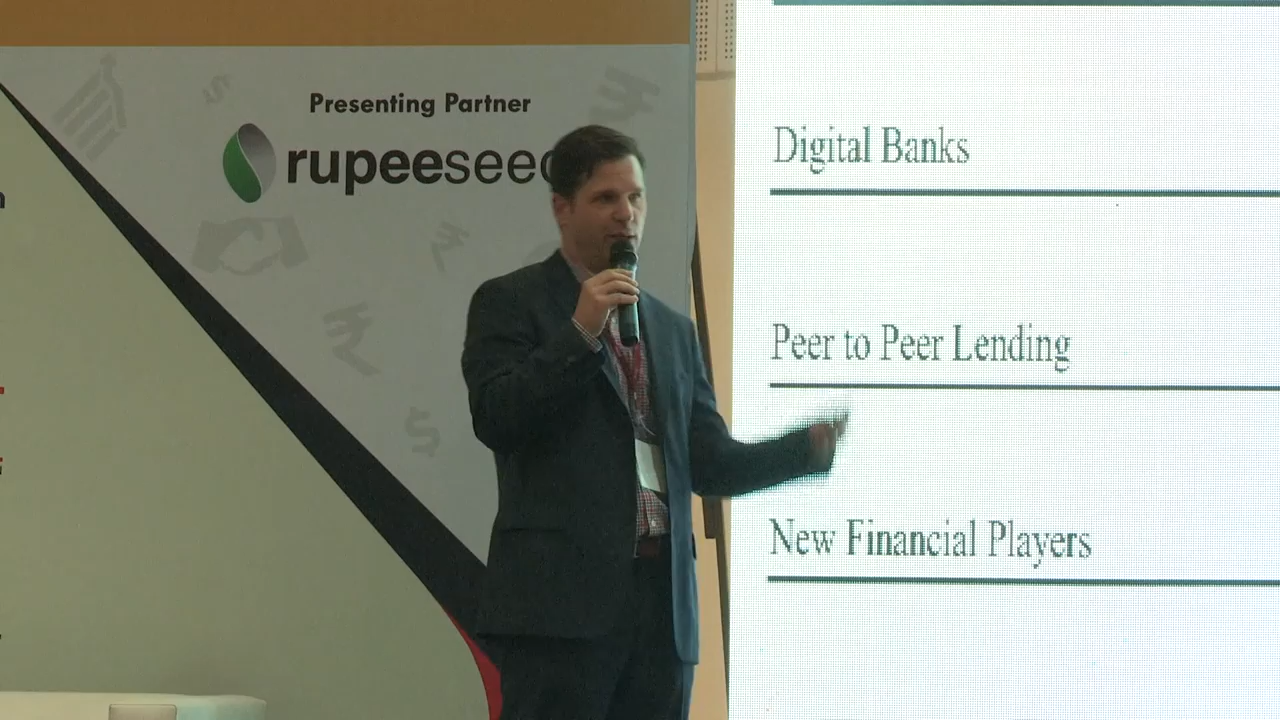 Presenting Partner
rupeeseed
Digital Banks
Peer to Peer Lending
New Financial Players